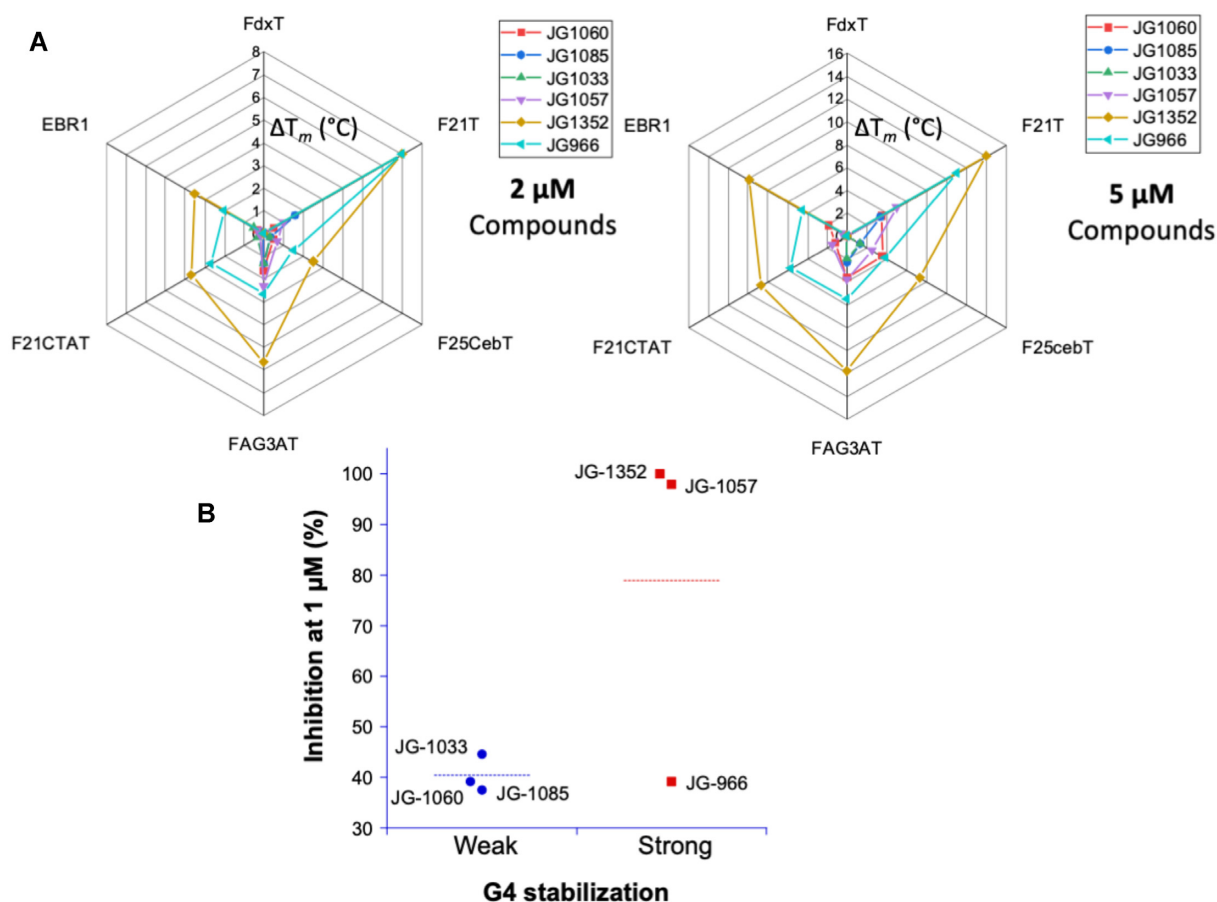 A
FdxT
8
7
6
5
4
3
2
1
0
ΔTm (°C)
EBR1
F21T
F21CTAT
F25CebT
FAG3AT
JG1060
JG1085
JG1033
JG1057
JG1352
JG966
2 μM
Compounds
FdxT
16
14
12
10
8
6
4
2
0
ΔTm (°C)
EBR1
F21T
F21CTAT
F25cebT
FAG3AT
JG1060
JG1085
JG1033
JG1057
JG1352
JG966
5 μM
Compounds
B
Inhibition at 1 μM (%)
100
90
80
70
60
50
40
30
JG-1352
JG-1057
JG-1033
JG-1060
JG-1085
JG-966
Weak
Strong
G4 stabilization